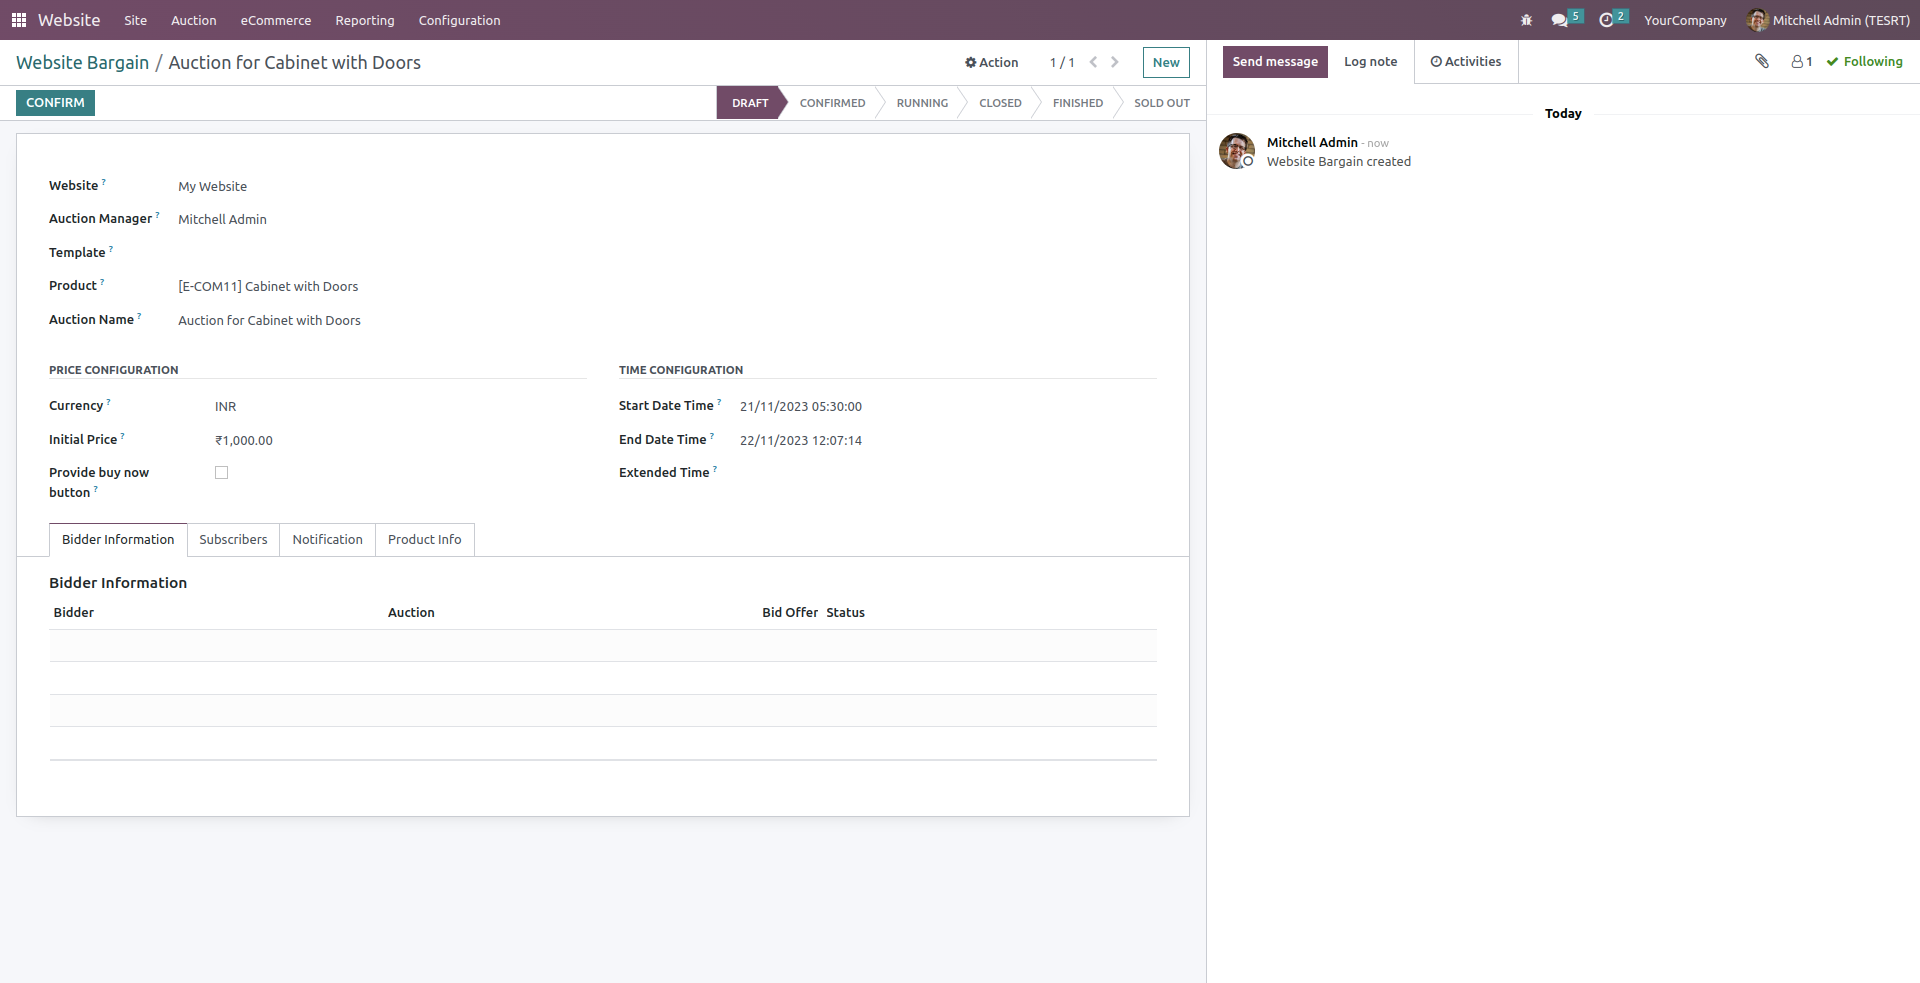 Website Site Auction eCommerce Reporting Configuration 5 2 YourCompany Mitchell Admin (TESRT)
Website Bargain / Auction for Cabinet with Doors Action 1 / 1 New
CONFIRM DRAFT CONFIRMED RUNNING CLOSED FINISHED SOLD OUT
Website ? My Website
Auction Manager ? Mitchell Admin
Template ?
Product ? [E-COM11] Cabinet with Doors
Auction Name ? Auction for Cabinet with Doors
PRICE CONFIGURATION
Currency ? INR
Initial Price ? ₹1,000.00
Provide buy now
button ?
TIME CONFIGURATION
Start Date Time ? 21/11/2023 05:30:00
End Date Time ? 22/11/2023 12:07:14
Extended Time ?
Bidder Information Subscribers Notification Product Info
Bidder Information
Bidder Auction Bid Offer Status
Send message Log note Activities 1 Following
Today
Mitchell Admin - now
Website Bargain created